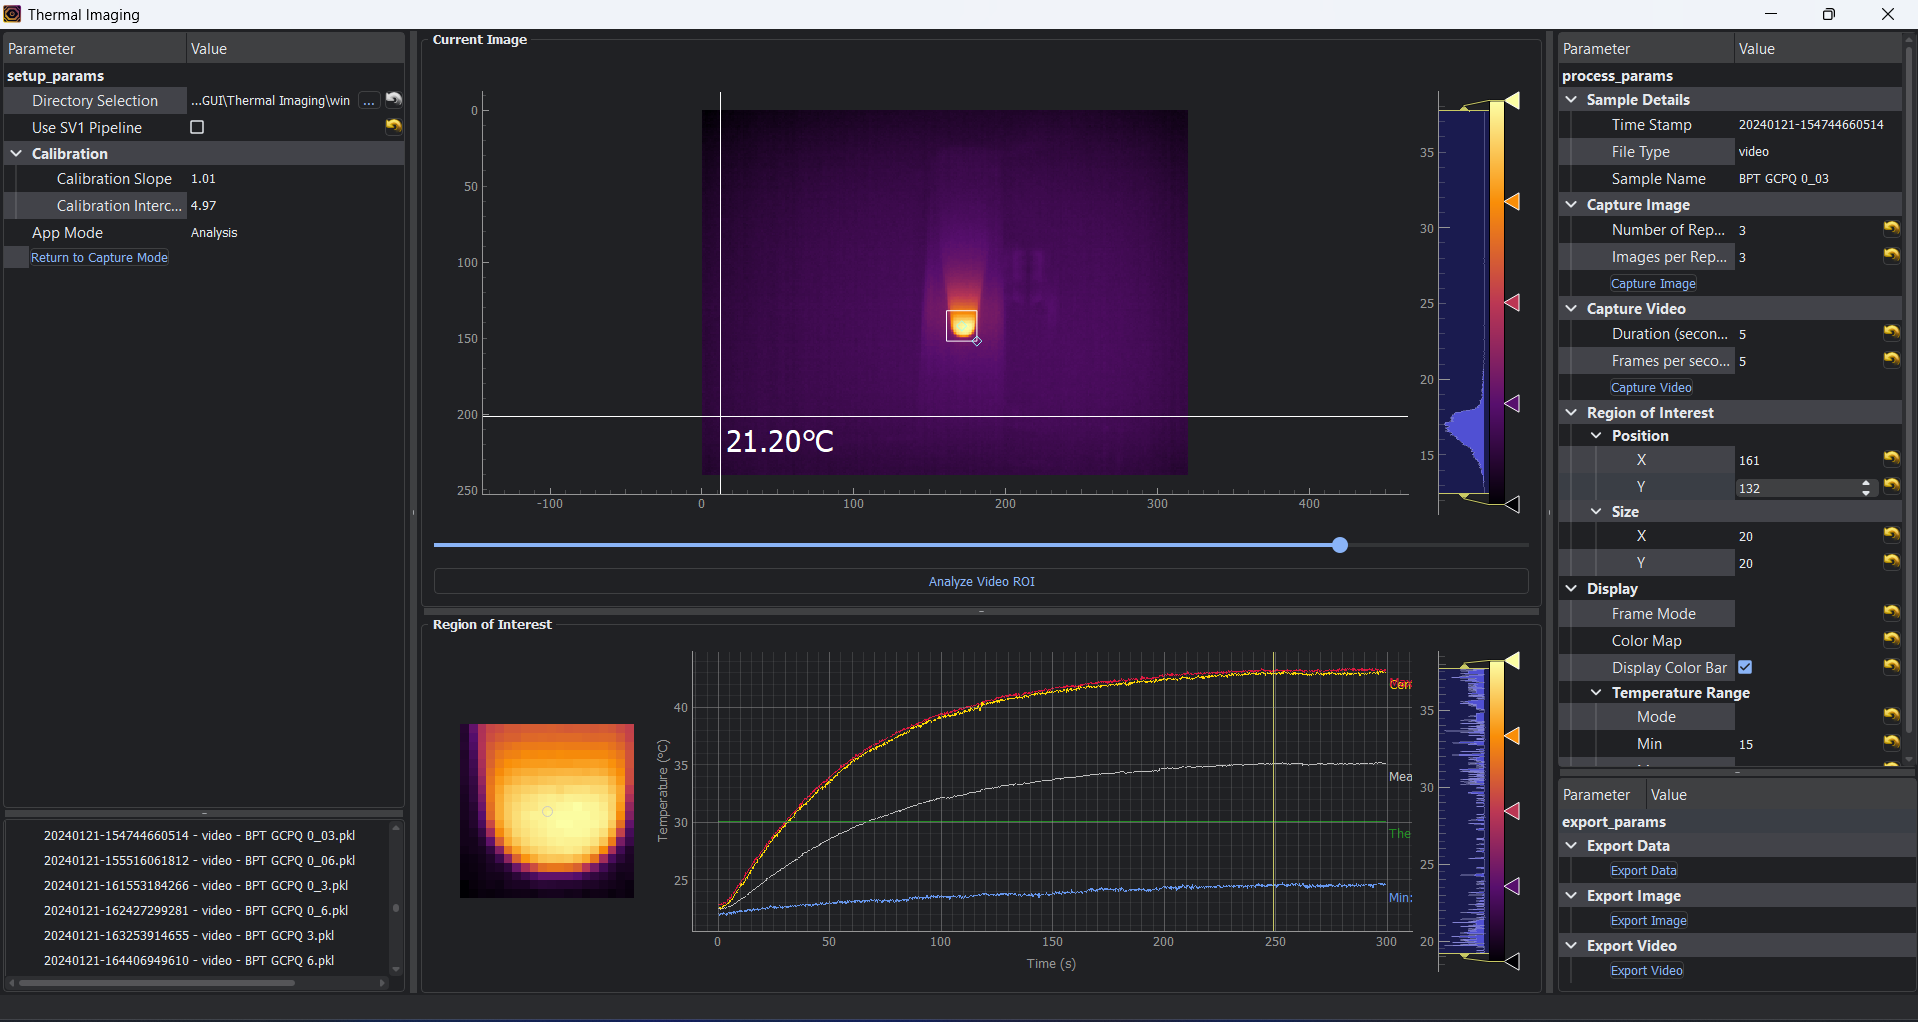 Thermal Imaging
Parameter Value
setup_params
Directory Selection ...GUI\Thermal Imaging\win ...
Use SV1 Pipeline
Calibration
Calibration Slope 1.01
Calibration Interc... 4.97
App Mode Analysis
Return to Capture Mode
20240121-154744660514 - video - BPT GCPQ 0_03.pkl
20240121-155516061812 - video - BPT GCPQ 0_06.pkl
20240121-161553184266 - video - BPT GCPQ 0_3.pkl
20240121-162427299281 - video - BPT GCPQ 0_6.pkl
20240121-163253914655 - video - BPT GCPQ 3.pkl
20240121-164406949610 - video - BPT GCPQ 6.pkl
Current Image
0
50
100
150
200
250
-100 0 100 200 300 400
21.20°C
35
30
25
20
15
Analyze Video ROI
Region of Interest
Temperature (°C)
40
35
30
25
0 50 100 150 200 250 300
Time (s)
Cen
Mea
The
Min:
35
30
25
20
Parameter Value
process_params
Sample Details
Time Stamp 20240121-154744660514
File Type video
Sample Name BPT GCPQ 0_03
Capture Image
Number of Rep... 3
Images per Rep... 3
Capture Image
Capture Video
Duration (secon... 5
Frames per seco... 5
Capture Video
Region of Interest
Position
X 161
Y 132
Size
X 20
Y 20
Display
Frame Mode
Color Map
Display Color Bar
Temperature Range
Mode
Min 15
Parameter Value
export_params
Export Data
Export Data
Export Image
Export Image
Export Video
Export Video